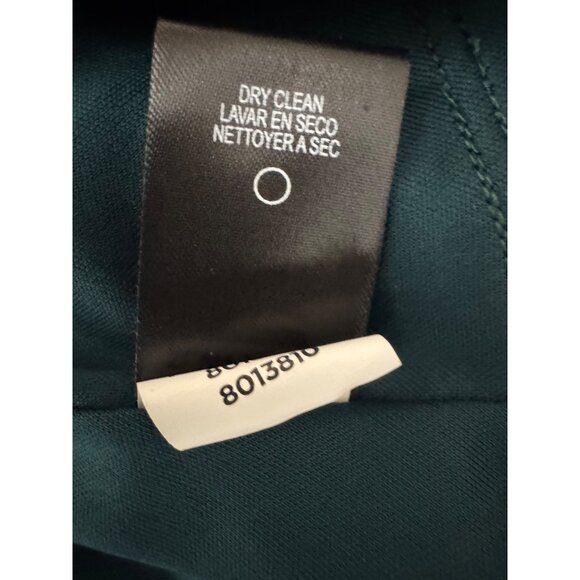 DRY CLEAN
LAVAR EN SECO
NETTOYER A SEC
8013810